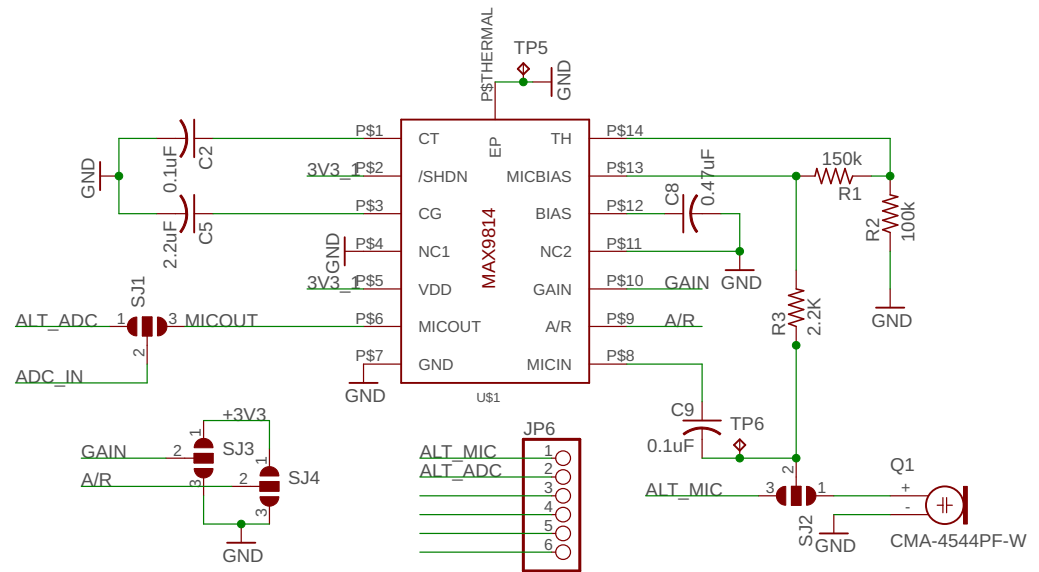 P$THERMAL
TP5
GND
P$1
CT
EP
TH
P$14
GND
0.1uF
C2
3V3_1
P$2
/SHDN
MICBIAS
P$13
150k
R1
2.2uF
C5
P$3
CG
MAX9814
BIAS
P$12
C8
0.47uF
R2
100k
GND
P$4
NC1
NC2
P$11
GND
3V3_1
P$5
VDD
GAIN
P$10
GAIN
R3
2.2K
GND
SJ1
ALT_ADC
1
3
MICOUT
P$6
MICOUT
A/R
P$9
A/R
2
ADC_IN
P$7
GND
MICIN
P$8
GND
U$1
C9
0.1uF
TP6
+3V3
1
GAIN
2
SJ3
3
1
A/R
2
SJ4
3
GND
JP6
ALT_MIC
1
ALT_ADC
2
3
4
5
6
ALT_MIC
3
2
1
SJ2
GND
Q1
+
-
CMA-4544PF-W